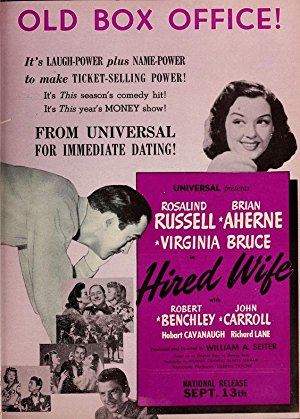 OLD BOX OFFICE!
It's LAUGH-POWER plus NAME-POWER
to make TICKET-SELLING POWER!
It's This season's comedy hit!
It's This year's MONEY show!
FROM UNIVERSAL
FOR IMMEDIATE DATING!
UNIVERSAL presents
ROSALIND RUSSELL
BRIAN AHERNE
VIRGINIA BRUCE
in
Hired Wife
with
ROBERT BENCHLEY
JOHN CARROLL
Hobart CAVANAUGH Richard LANE
Produced and Directed by WILLIAM A. SEITER
NATIONAL RELEASE
SEPT. 13th